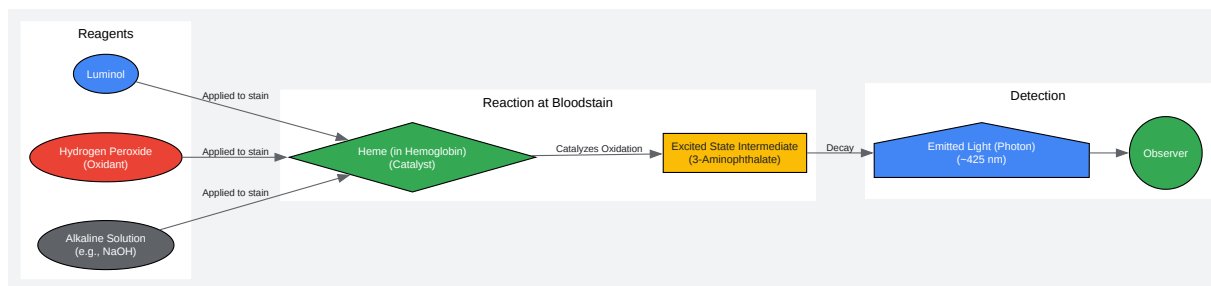 Reagents
Luminol
Hydrogen Peroxide
(Oxidant)
Alkaline Solution
(e.g., NaOH)
Applied to stain
Applied to stain
Applied to stain
Reaction at Bloodstain
Heme (in Hemoglobin)
(Catalyst)
Catalyzes Oxidation
Excited State Intermediate
(3-Aminophthalate)
Decay
Detection
Emitted Light (Photon)
(~425 nm)
Observer